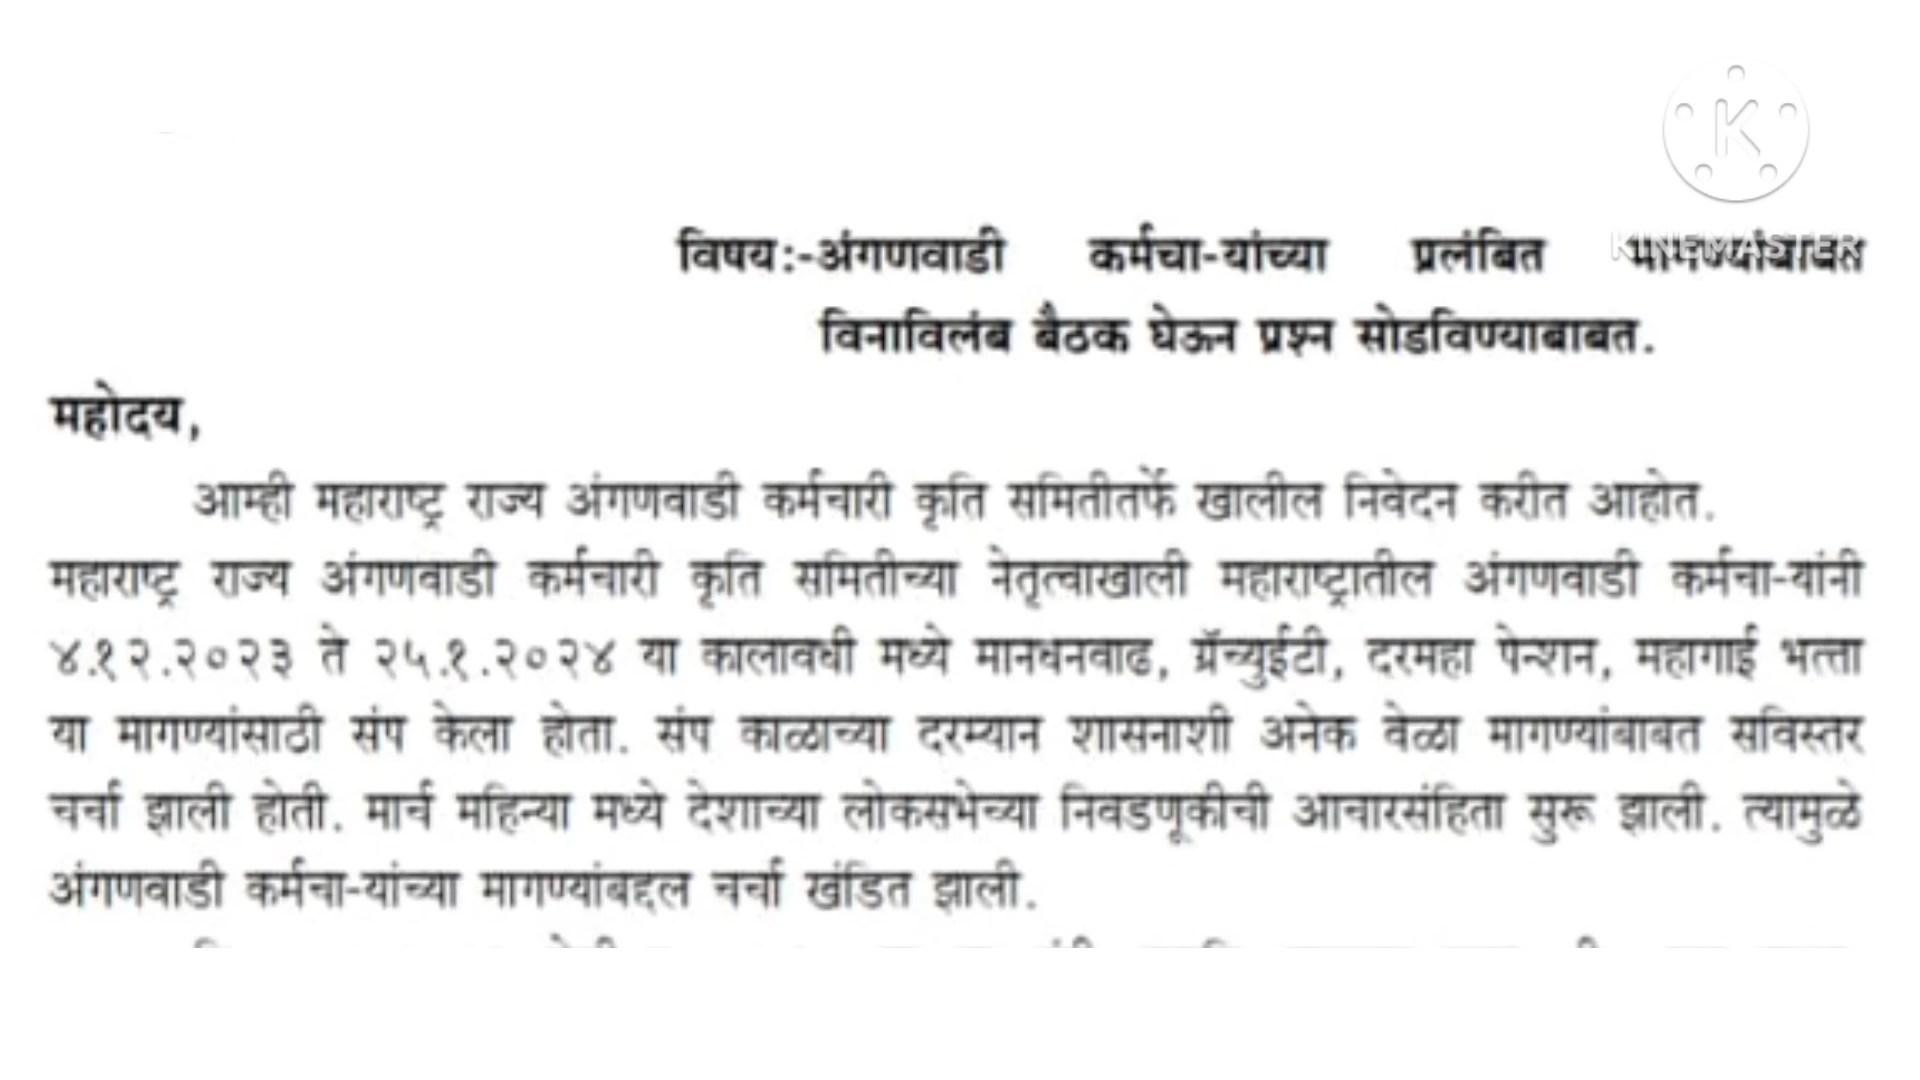 KINEMASTER
विषय:-अंगणवाडी कर्मचा-यांच्या प्रलंबित मागण्यांबाबत
विनाविलंब बैठक घेऊन प्रश्न सोडविण्याबाबत.
महोदय,
आम्ही महाराष्ट्र राज्य अंगणवाडी कर्मचारी कृति समितीतर्फे खालील निवेदन करीत आहोत.
महाराष्ट्र राज्य अंगणवाडी कर्मचारी कृति समितीच्या नेतृत्वाखाली महाराष्ट्रातील अंगणवाडी कर्मचा-यांनी
४.१२.२०२३ ते २५.१.२०२४ या कालावधी मध्ये मानधनवाढ, ग्रॅच्युईटी, दरमहा पेन्शन, महागाई भत्ता
या मागण्यांसाठी संप केला होता. संप काळाच्या दरम्यान शासनाशी अनेक वेळा मागण्यांबाबत सविस्तर
चर्चा झाली होती. मार्च महिन्या मध्ये देशाच्या लोकसभेच्या निवडणूकीची आचारसंहिता सुरू झाली. त्यामुळे
अंगणवाडी कर्मचा-यांच्या मागण्यांबद्दल चर्चा खंडित झाली.